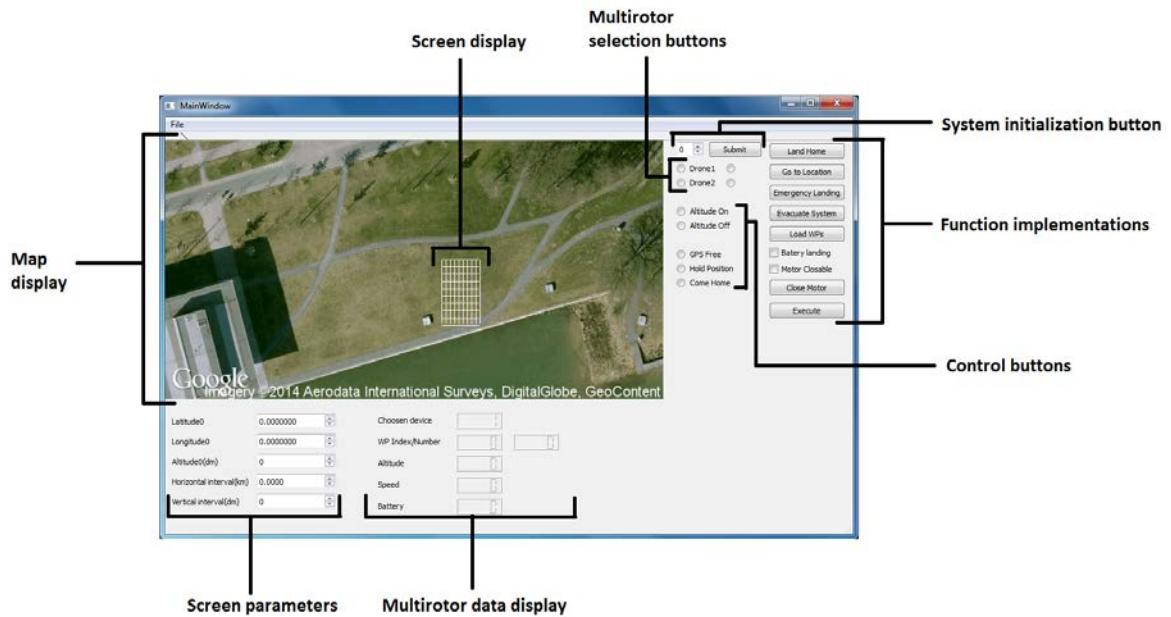 Multirotor
selection buttons
Screen display
MainWindow
File
System initialization button
0
Submit
Land Home
Drone1
Go to Location
Drone2
Emergency Landing
Altitude On
Evacuate System
Altitude Off
Load WPs
Function implementations
GPS Free
Batery landing
Hold Position
Motor Closable
Come Home
Close Motor
Execute
Map
display
Control buttons
Google
Imagery ©2014 Aerodata International Surveys, DigitalGlobe, GeoContent
Latitude0
0.0000000
Choosen device
Longitude0
0.0000000
WP Index/Number
Altitude0(dm)
0
Altitude
Horizontal interval(km)
0.0000
Speed
Vertical interval(dm)
0
Battery
Screen parameters
Multirotor data display